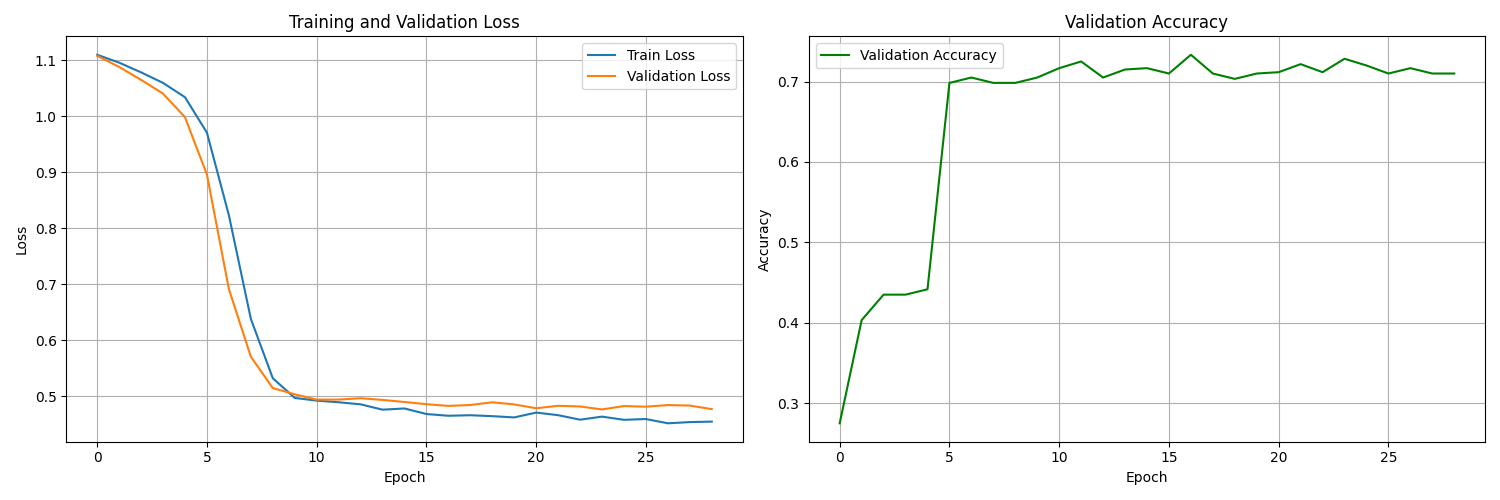 Training and Validation Loss
Train Loss
Validation Loss
1.1
1.0
0.9
0.8
0.7
0.6
0.5
Loss
0 5 10 15 20 25
Epoch
Validation Accuracy
Validation Accuracy
0.7
0.6
0.5
0.4
0.3
Accuracy
0 5 10 15 20 25
Epoch